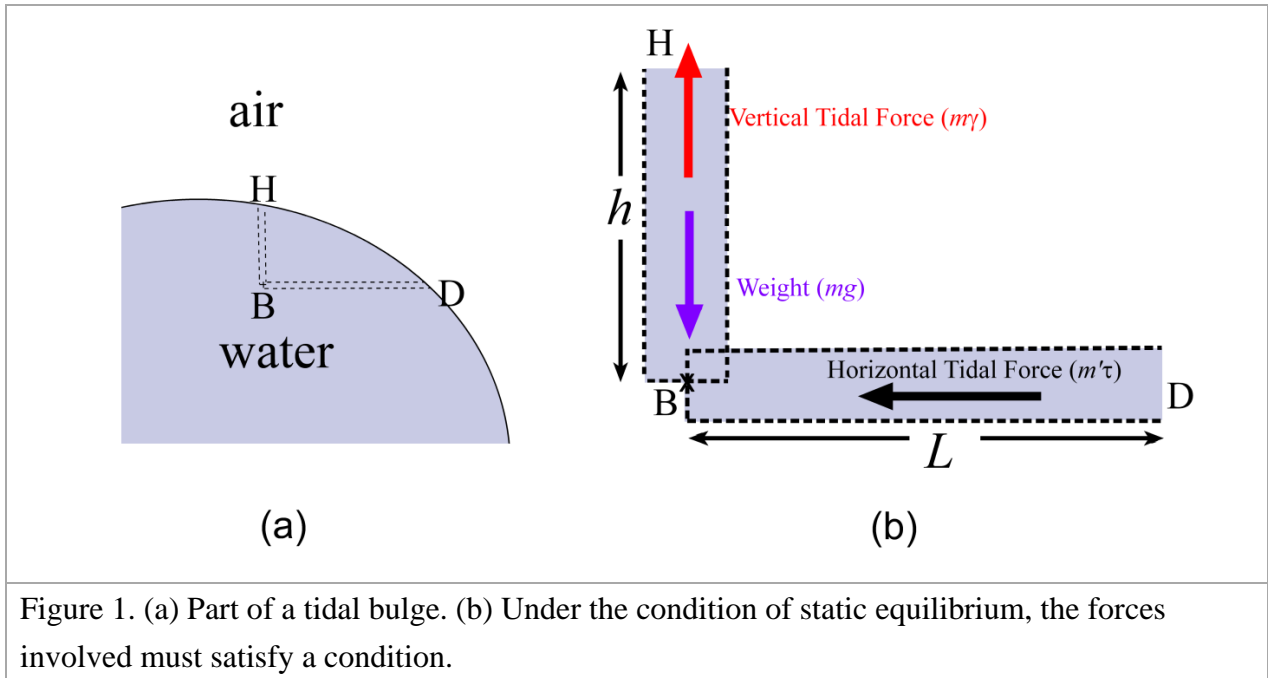 air
H
B
D
water
(a)
H
Vertical Tidal Force (mγ)
h
Weight (mg)
Horizontal Tidal Force (m'τ)
B
D
L
(b)
Figure 1. (a) Part of a tidal bulge. (b) Under the condition of static equilibrium, the forces
involved must satisfy a condition.